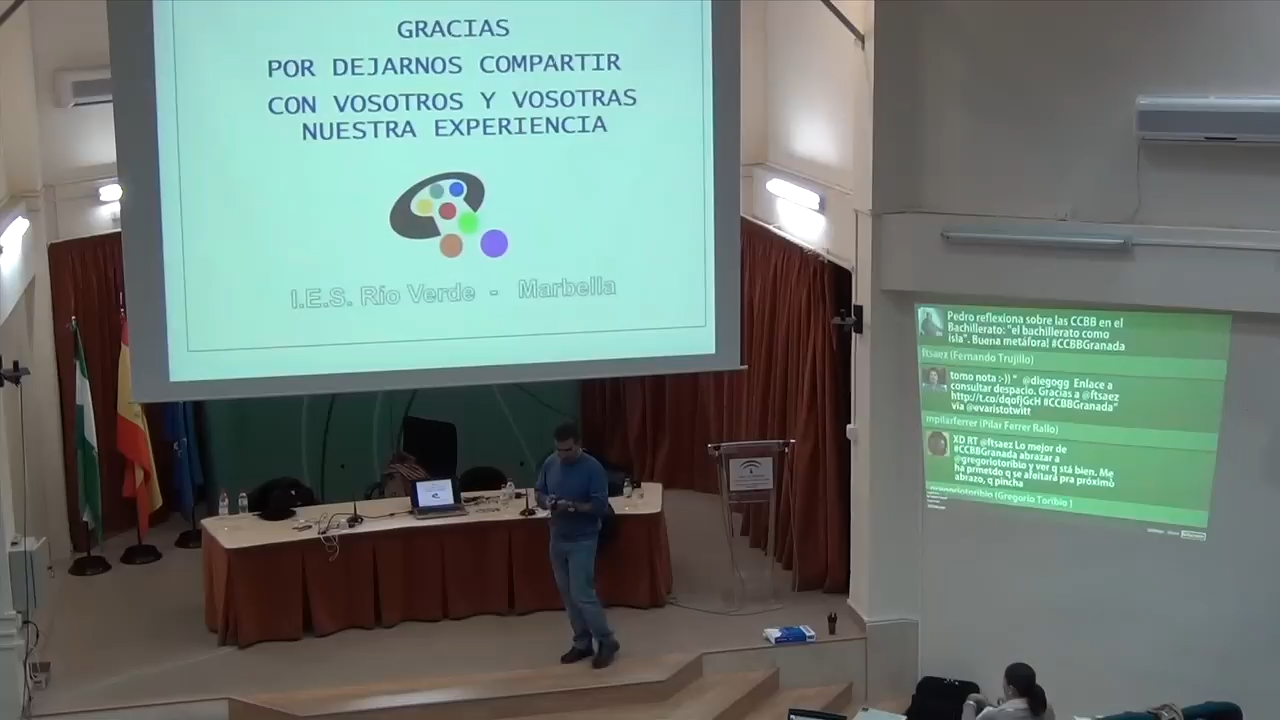 GRACIAS
POR DEJARNOS COMPARTIR
CON VOSOTROS Y VOSOTRAS
NUESTRA EXPERIENCIA
I.E.S. Río Verde - Marbella
Pedro reflexiona sobre las CCBB en el
Bachillerato: "el bachillerato como
isla". Buena metáfora! #CCBBGranada
ftsaez (Fernando Trujillo)
tomo nota :-)) " @diegogg Enlace a
consultar despacio. Gracias a @ftsaez
http://t.co/dqofJGcH #CCBBGranada"
via @evaristotwitt
mpilarferrer (Pilar Ferrer Rallo)
XD RT @ftsaez Lo mejor de
#CCBBGranada abrazar a
@gregoriotoribio y ver q stá bien. Me
ha prmetdo q se afeitará pra próximo
abrazo, q pincha
gregoriotoribio (Gregorio Toribio )